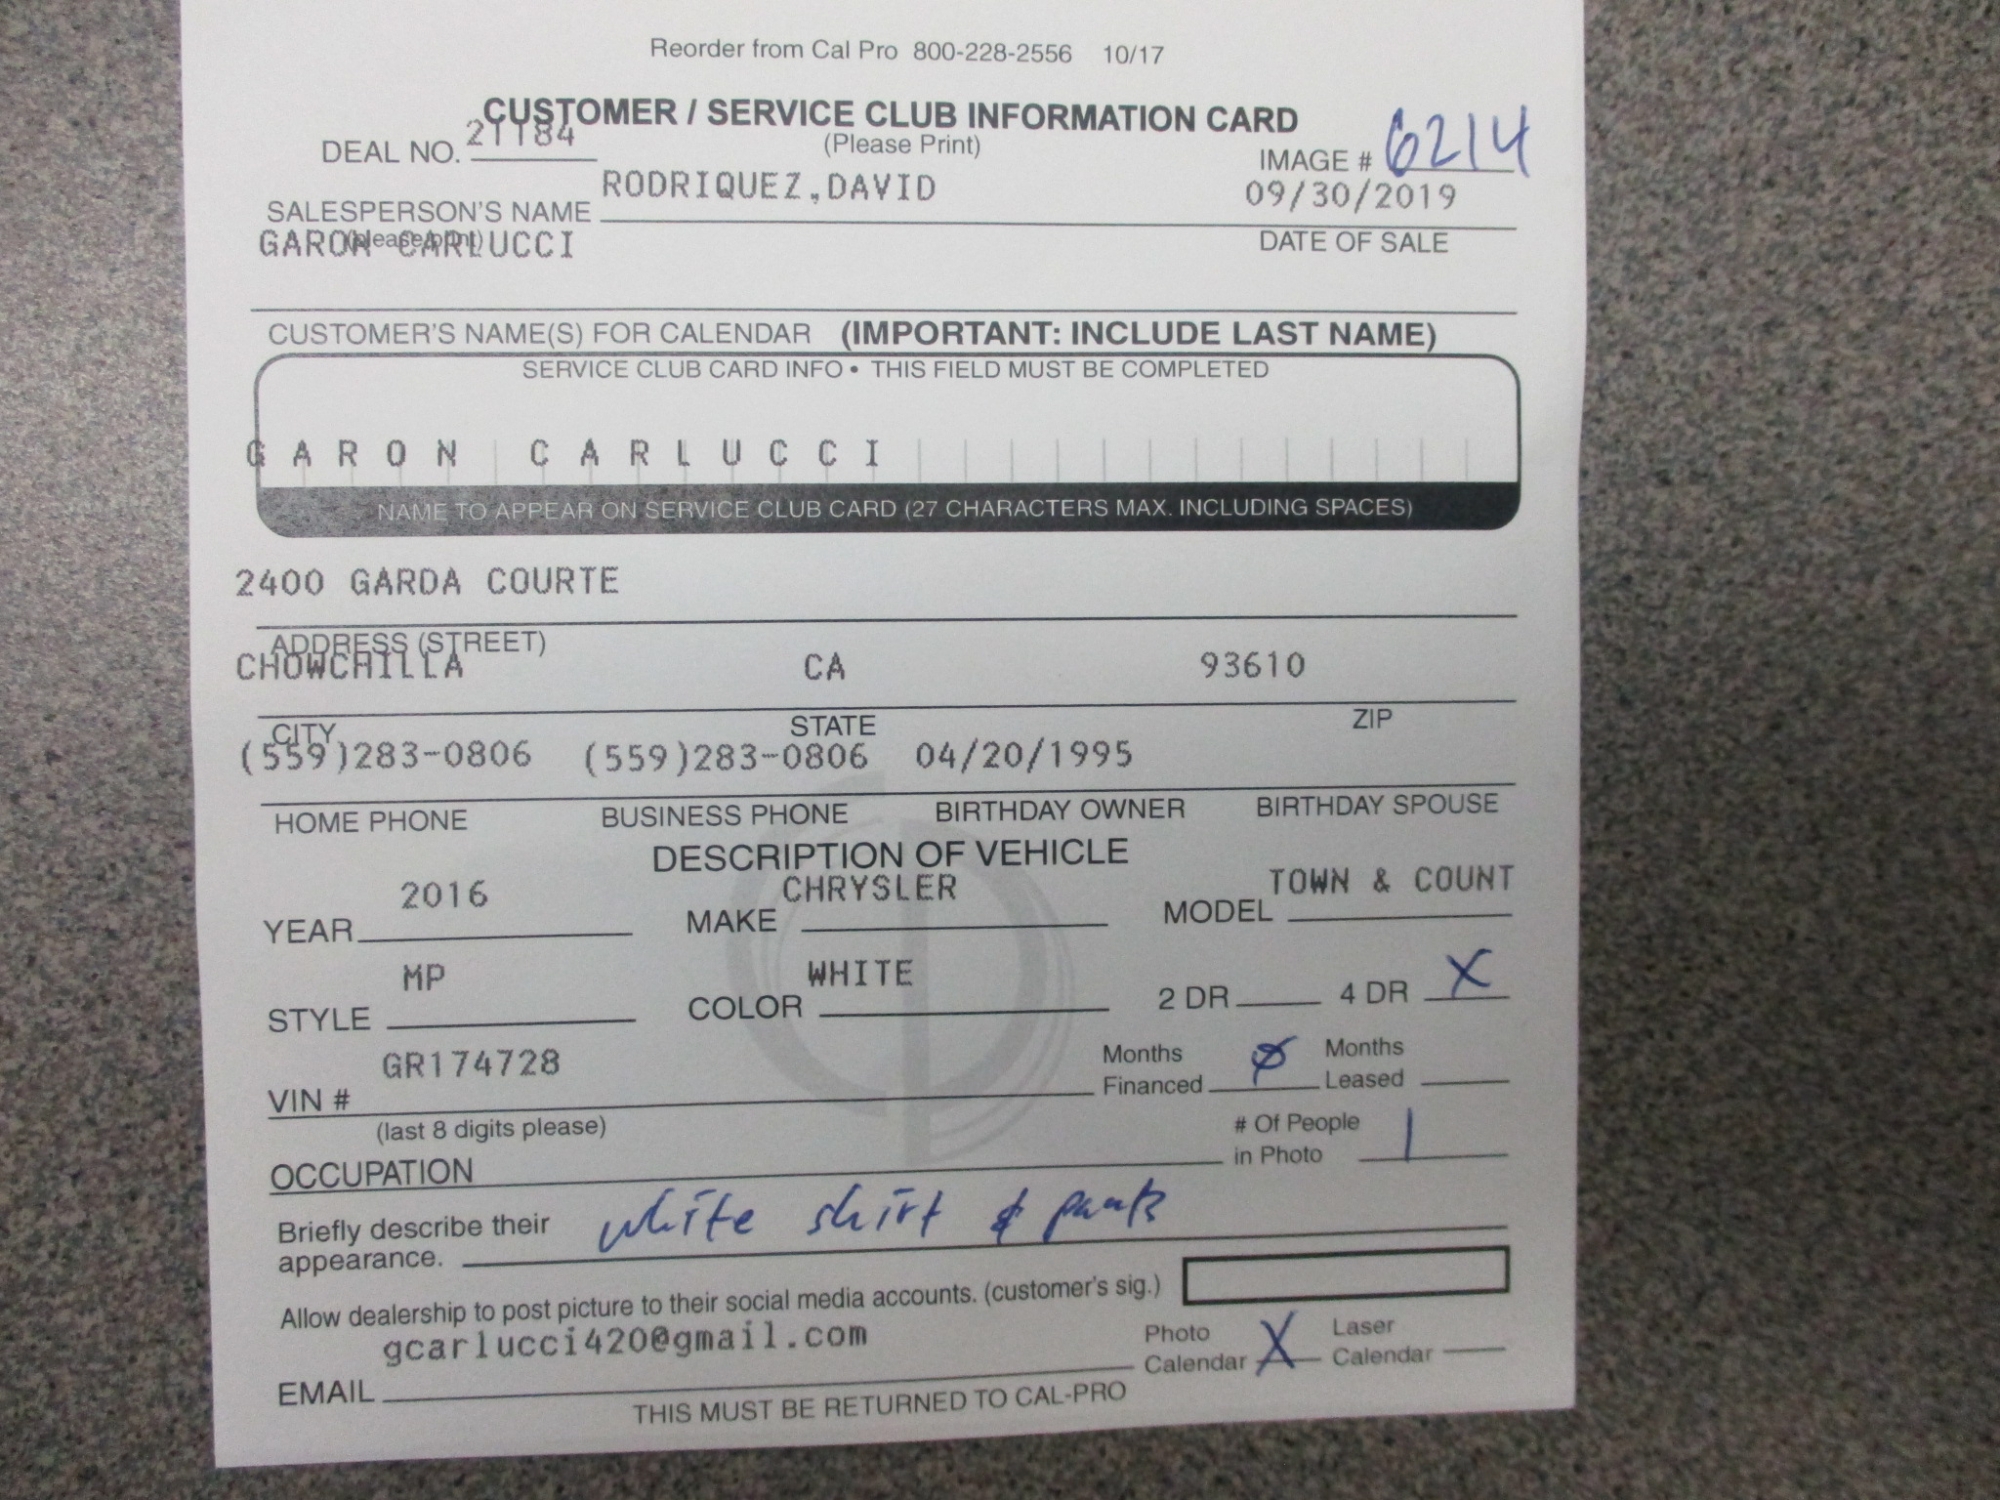 Reorder from Cal Pro 800-228-2556 10/17
CUSTOMER / SERVICE CLUB INFORMATION CARD
(Please Print)
DEAL NO. 21184
IMAGE # 6214
SALESPERSON'S NAME RODRIQUEZ,DAVID 09/30/2019
(please print) DATE OF SALE
GARON CARLUCCI
CUSTOMER'S NAME(S) FOR CALENDAR (IMPORTANT: INCLUDE LAST NAME)
SERVICE CLUB CARD INFO • THIS FIELD MUST BE COMPLETED
GARON CARLUCCI
NAME TO APPEAR ON SERVICE CLUB CARD (27 CHARACTERS MAX. INCLUDING SPACES)
2400 GARDA COURTE
ADDRESS (STREET)
CHOWCHILLA CA 93610
CITY STATE ZIP
(559)283-0806 (559)283-0806 04/20/1995
HOME PHONE BUSINESS PHONE BIRTHDAY OWNER BIRTHDAY SPOUSE
DESCRIPTION OF VEHICLE
YEAR 2016 MAKE CHRYSLER MODEL TOWN & COUNT
STYLE MP COLOR WHITE 2 DR 4 DR X
VIN # GR174728 Months Financed Ø Months Leased
(last 8 digits please)
OCCUPATION # Of People in Photo 1
Briefly describe their appearance. white shirt & pants
Allow dealership to post picture to their social media accounts. (customer's sig.)
EMAIL gcarlucci420@gmail.com Photo Calendar X Laser Calendar
THIS MUST BE RETURNED TO CAL-PRO